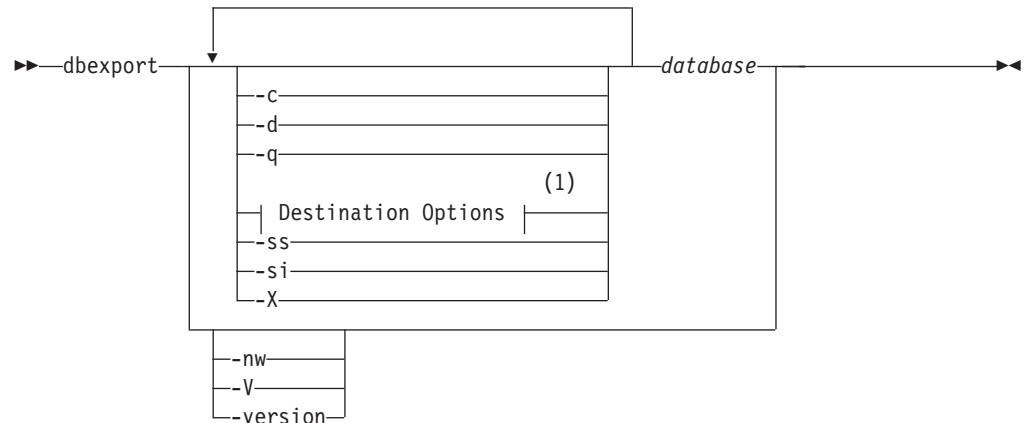 dbexport database
-c
-d
-q
(1)
Destination Options
-ss
-si
-X
-nw
-V
-version